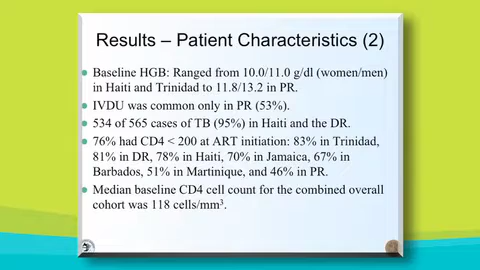 Results – Patient Characteristics (2)
Baseline HGB: Ranged from 10.0/11.0 g/dl (women/men)
in Haiti and Trinidad to 11.8/13.2 in PR.
IVDU was common only in PR (53%).
534 of 565 cases of TB (95%) in Haiti and the DR.
76% had CD4 < 200 at ART initiation: 83% in Trinidad,
81% in DR, 78% in Haiti, 70% in Jamaica, 67% in
Barbados, 51% in Martinique, and 46% in PR.
Median baseline CD4 cell count for the combined overall
cohort was 118 cells/mm³.